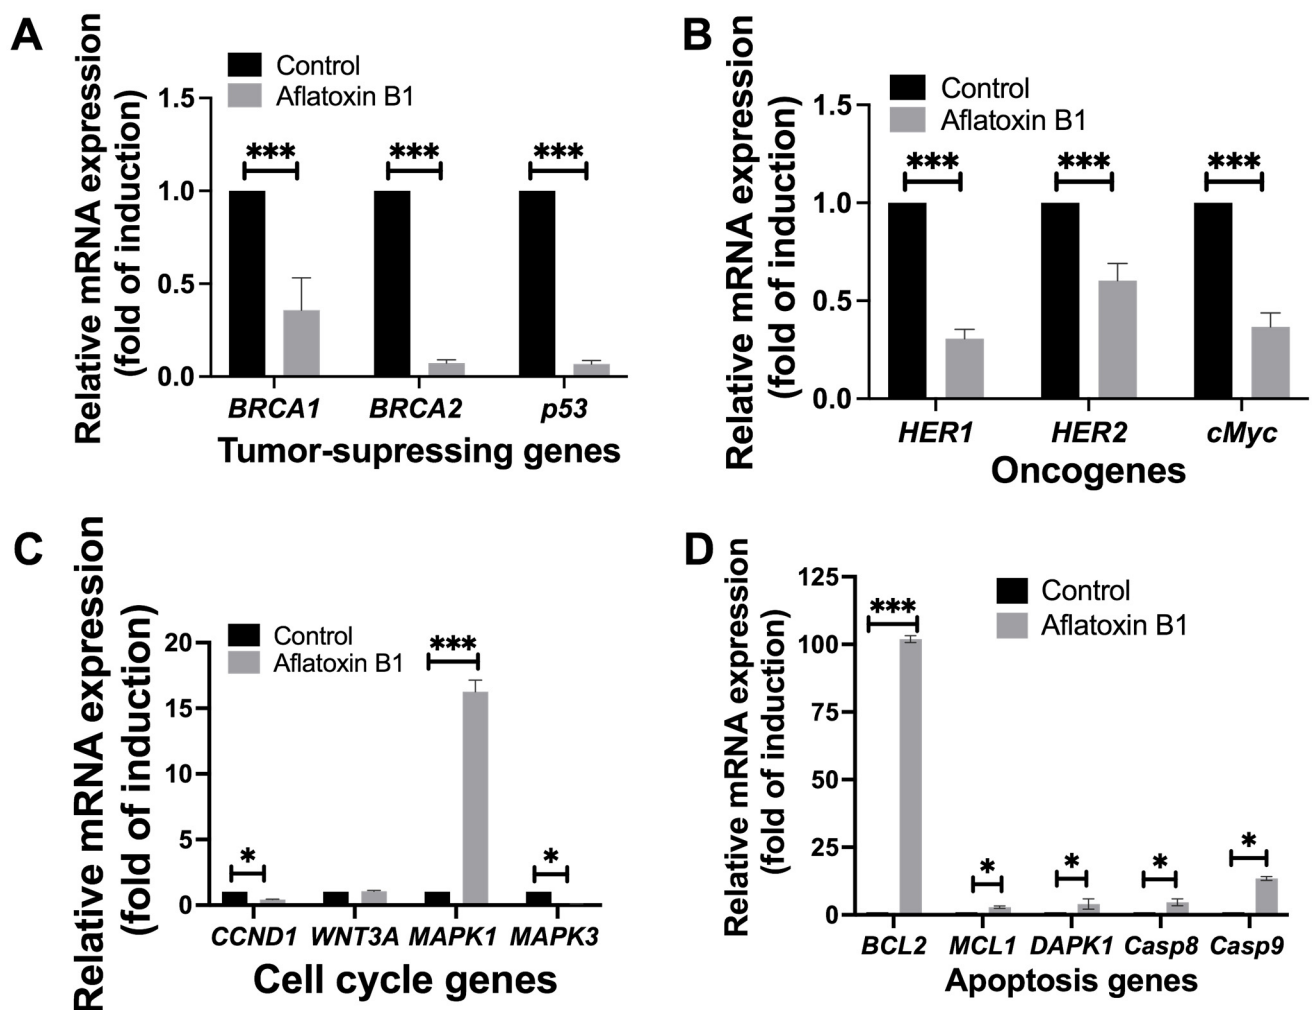 A
Relative mRNA expression
(fold of induction)
Control
Aflatoxin B1
1.5
1.0
0.5
0.0
***
***
***
BRCA1
BRCA2
p53
Tumor-supressing genes
B
Relative mRNA expression
(fold of induction)
Control
Aflatoxin B1
1.5
1.0
0.5
0.0
***
***
***
HER1
HER2
cMyc
Oncogenes
C
Relative mRNA expression
(fold of induction)
Control
Aflatoxin B1
20
15
10
5
0
*
***
*
CCND1
WNT3A
MAPK1
MAPK3
Cell cycle genes
D
Relative mRNA expression
(fold of induction)
Control
Aflatoxin B1
125
100
75
50
25
0
***
*
*
*
*
BCL2
MCL1
DAPK1
Casp8
Casp9
Apoptosis genes